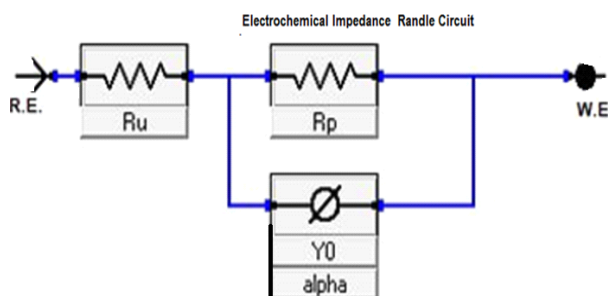 Electrochemical Impedance Randle Circuit
R.E.
Ru
Rp
W.E
Y0
alpha